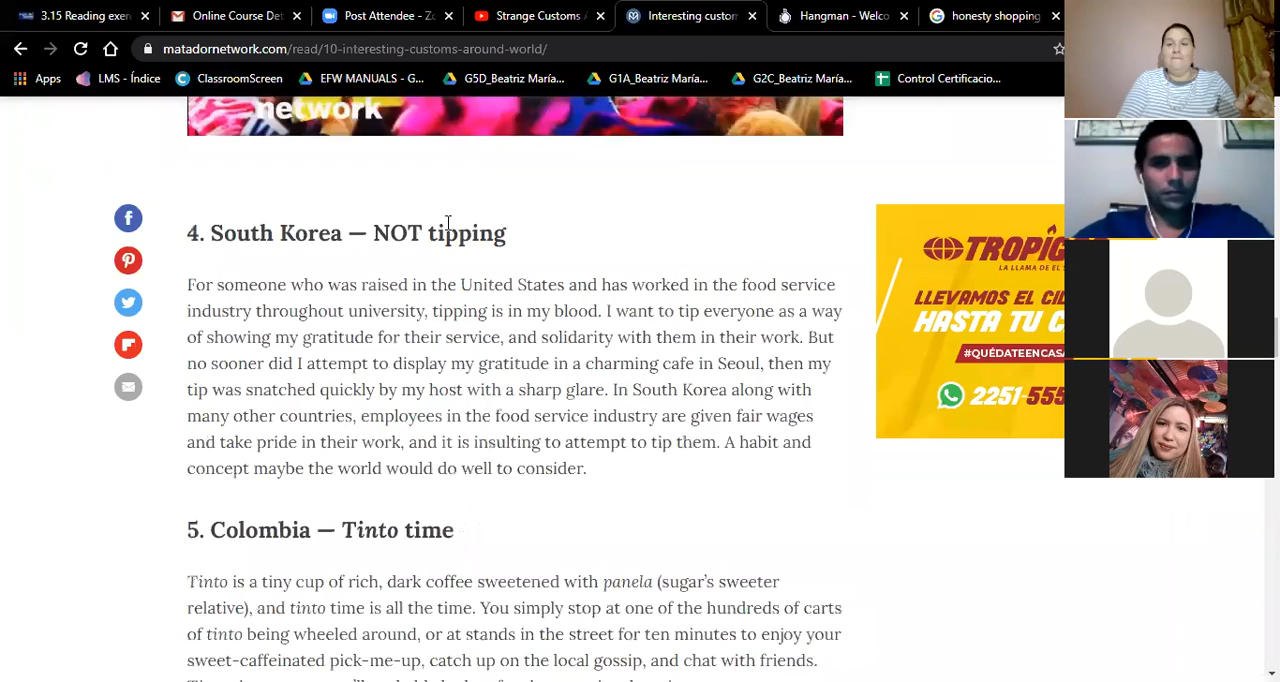 3.15 Reading exer
Online Course Det
Post Attendee - Zo
Strange Customs
Interesting custom
Hangman - Welco
honesty shopping
matadornetwork.com/read/10-interesting-customs-around-world/
Apps
LMS - Índice
ClassroomScreen
EFW MANUALS - G...
G5D_Beatriz María...
G1A_Beatriz María...
G2C_Beatriz María...
Control Certificacio...
network
4. South Korea — NOT tipping
For someone who was raised in the United States and has worked in the food service
industry throughout university, tipping is in my blood. I want to tip everyone as a way
of showing my gratitude for their service, and solidarity with them in their work. But
no sooner did I attempt to display my gratitude in a charming cafe in Seoul, then my
tip was snatched quickly by my host with a sharp glare. In South Korea along with
many other countries, employees in the food service industry are given fair wages
and take pride in their work, and it is insulting to attempt to tip them. A habit and
concept maybe the world would do well to consider.
5. Colombia — Tinto time
Tinto is a tiny cup of rich, dark coffee sweetened with panela (sugar's sweeter
relative), and tinto time is all the time. You simply stop at one of the hundreds of carts
of tinto being wheeled around, or at stands in the street for ten minutes to enjoy your
sweet-caffeinated pick-me-up, catch up on the local gossip, and chat with friends.
TROPIG
LA LLAMA DE EL S
LLEVAMOS EL CIL
HASTA TU C
#QUÉDATEENCASA
2251-555